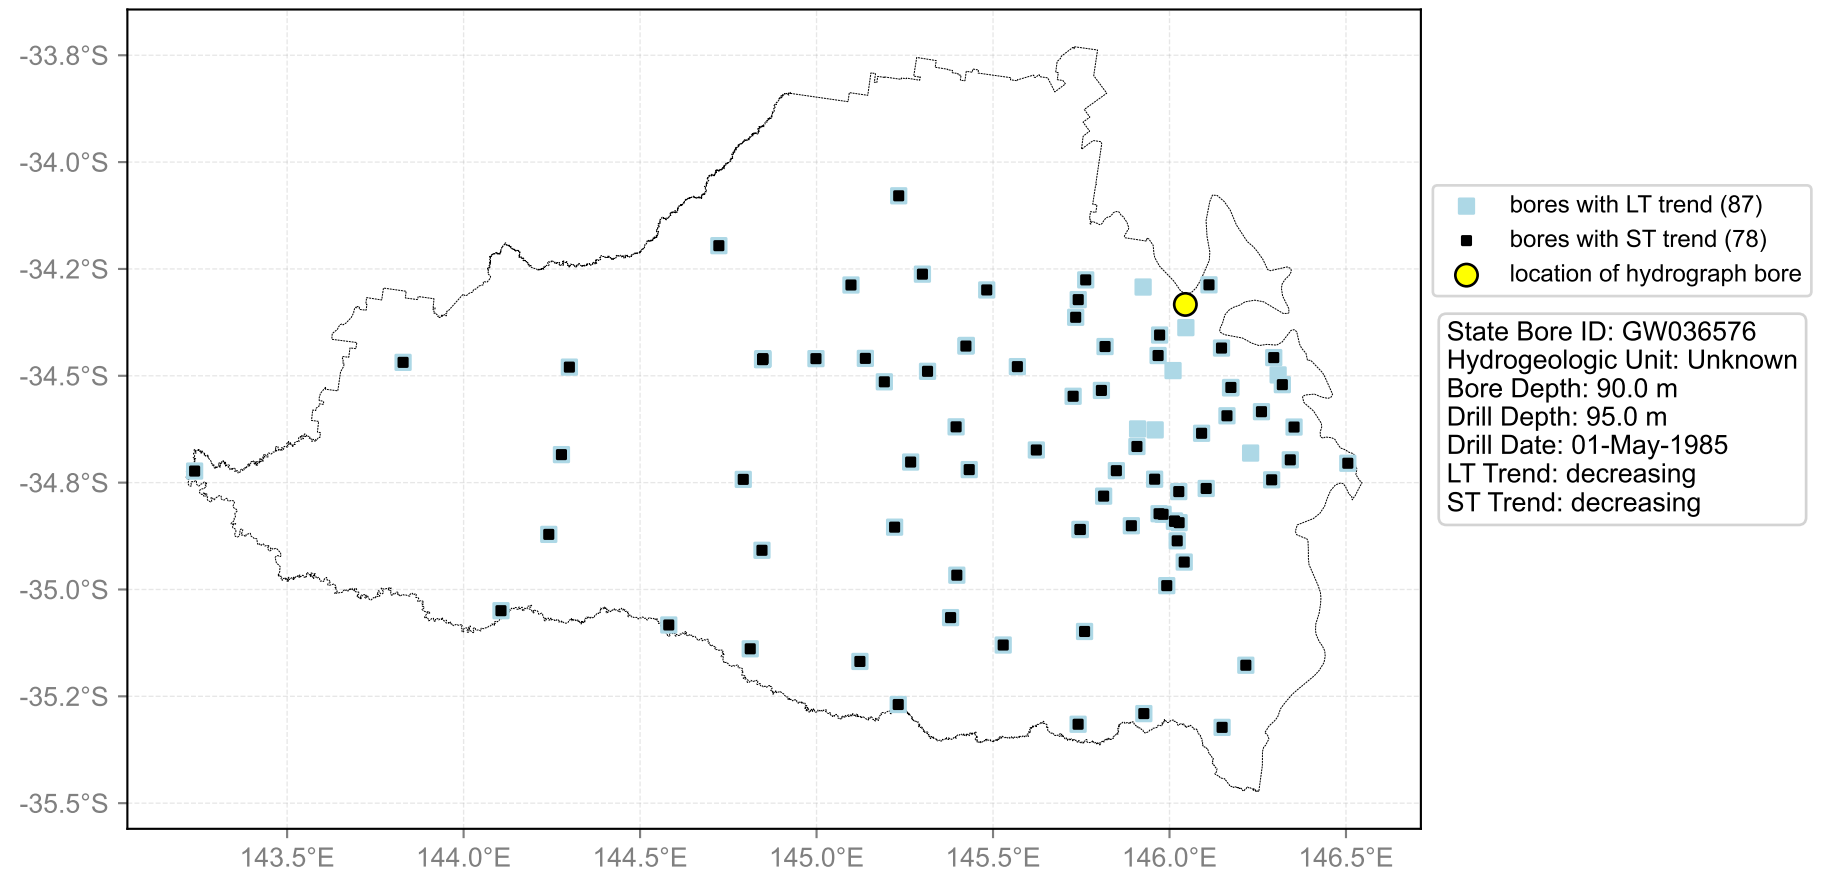 -33.8°S
-34.0°S
-34.2°S
-34.5°S
-34.8°S
-35.0°S
-35.2°S
-35.5°S
143.5°E
144.0°E
144.5°E
145.0°E
145.5°E
146.0°E
146.5°E
bores with LT trend (87)
bores with ST trend (78)
location of hydrograph bore
State Bore ID: GW036576
Hydrogeologic Unit: Unknown
Bore Depth: 90.0 m
Drill Depth: 95.0 m
Drill Date: 01-May-1985
LT Trend: decreasing
ST Trend: decreasing